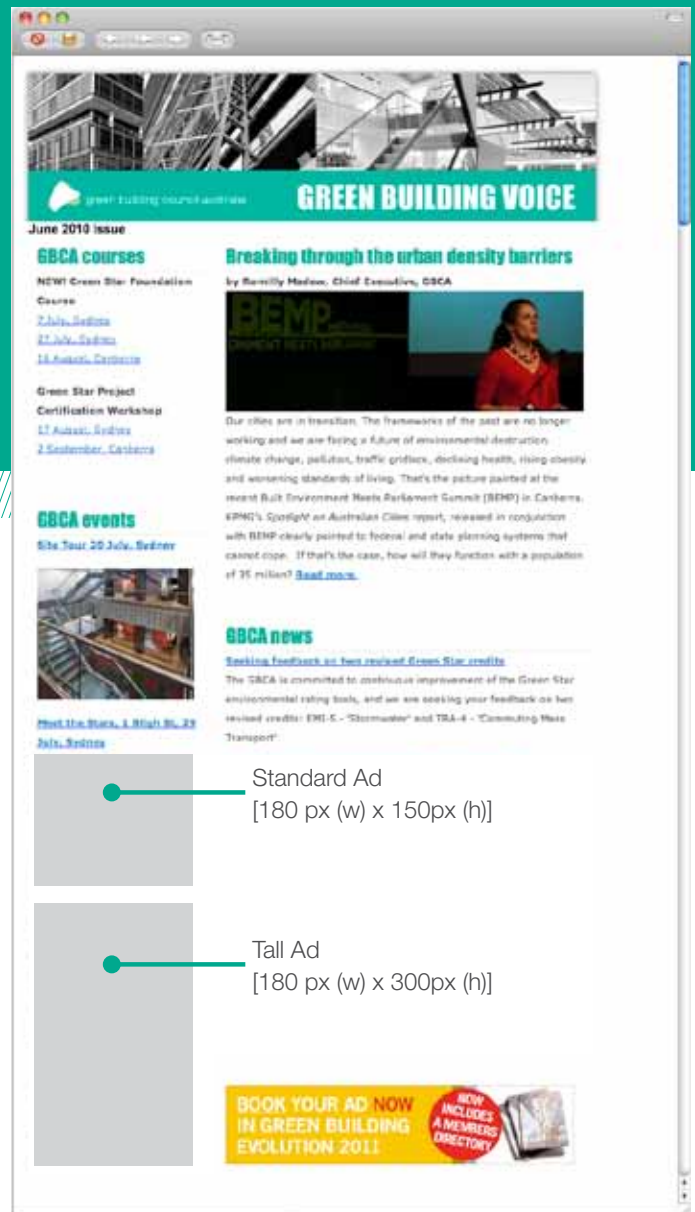 green building council australia
GREEN BUILDING VOICE
June 2010 Issue
GBCA courses
NEW! Green Star Foundation
Course
7 July, Sydney
27 July, Sydney
16 August, Canberra
Green Star Project
Certification Workshop
17 August, Sydney
2 September, Canberra
GBCA events
Site Tour 20 July, Sydney
Meet the Stars, 1 Bligh St, 29
July, Sydney
Breaking through the urban density barriers
by Romilly Madew, Chief Executive, GBCA
BEMP
Our cities are in transition. The frameworks of the past are no longer
working and we are facing a future of environmental destruction,
climate change, pollution, traffic gridlock, declining health, rising obesity
and worsening standards of living. That's the picture painted at the
recent Built Environment Meets Parliament Summit (BEMP) in Canberra.
KPMG's Spotlight on Australian Cities report, released in conjunction
with BEMP clearly pointed to federal and state planning systems that
cannot cope. If that's the case, how will they function with a population
of 35 million? Read more.
GBCA news
Seeking feedback on two revised Green Star credits
The GBCA is committed to continuous improvement of the Green Star
environmental rating tools, and we are seeking your feedback on two
revised credits: EMI-5 - 'Stormwater' and TRA-4 - 'Commuting Mass
Transport'
Standard Ad
[180 px (w) x 150px (h)]
Tall Ad
[180 px (w) x 300px (h)]
BOOK YOUR AD NOW
IN GREEN BUILDING
EVOLUTION 2011
NOW
INCLUDES
A MEMBERS
DIRECTORY